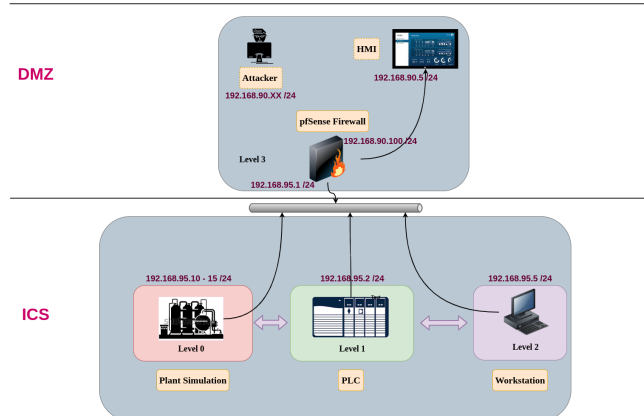 DMZ
HMI
Attacker
192.168.90.5 /24
192.168.90.XX /24
pfSense Firewall
192.168.90.100 /24
Level 3
192.168.95.1 /24
ICS
192.168.95.10 - 15 /24
192.168.95.2 /24
192.168.95.5 /24
Text
Level 0
Level 1
Level 2
Plant Simulation
PLC
Workstation